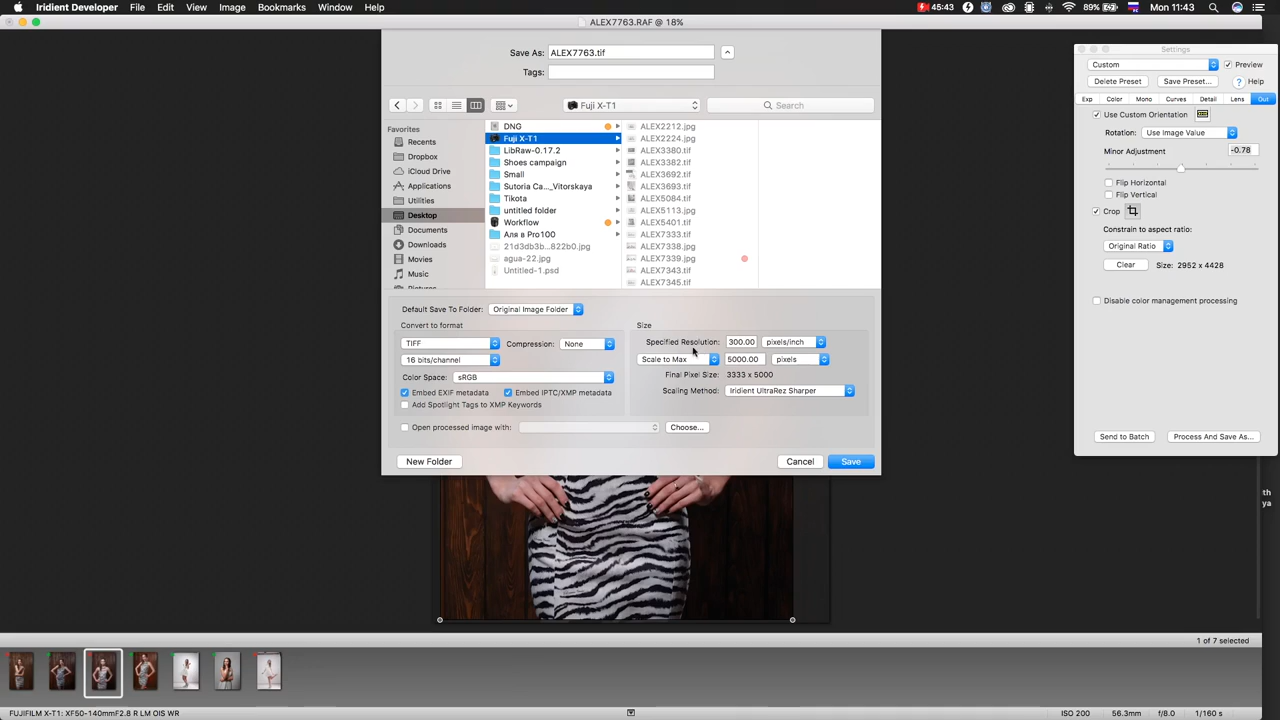 Iridient Developer File Edit View Image Bookmarks Window Help 45:43 89% Mon 11:43
ALEX7763.RAF @ 18%
Save As: ALEX7763.tif
Tags:
Fuji X-T1
Search
Favorites
Recents
Dropbox
iCloud Drive
Applications
Utilities
Desktop
Documents
Downloads
Movies
Music
DNG
Fuji X-T1
LibRaw-0.17.2
Shoes campaign
Small
Sutoria Ca..._Vitorskaya
Tikota
untitled folder
Workflow
Аля в Pro100
21d3db3b...822b0.jpg
agua-22.jpg
Untitled-1.psd
ALEX2212.jpg
ALEX2224.jpg
ALEX3380.tif
ALEX3382.tif
ALEX3692.tif
ALEX3693.tif
ALEX5084.tif
ALEX5113.jpg
ALEX5401.tif
ALEX7333.tif
ALEX7338.jpg
ALEX7339.jpg
ALEX7343.tif
ALEX7345.tif
Default Save To Folder: Original Image Folder
Convert to format
TIFF Compression: None
16 bits/channel
Color Space: sRGB
Embed EXIF metadata Embed IPTC/XMP metadata
Add Spotlight Tags to XMP Keywords
Size
Specified Resolution: 300.00 pixels/inch
Scale to Max 5000.00 pixels
Final Pixel Size: 3333 x 5000
Scaling Method: Iridient UltraRez Sharper
Open processed image with: Choose...
New Folder Cancel Save
Settings
Custom Preview
Delete Preset Save Preset... ? Help
Exp Color Mono Curves Detail Lens Out
Use Custom Orientation
Rotation: Use Image Value
Minor Adjustment -0.78
Flip Horizontal
Flip Vertical
Crop
Constrain to aspect ratio:
Original Ratio
Clear Size: 2952 x 4428
Disable color management processing
Send to Batch Process And Save As...
th
ya
1 of 7 selected
FUJIFILM X-T1: XF50-140mmF2.8 R LM OIS WR ISO 200 56.3mm f/8.0 1/160 s